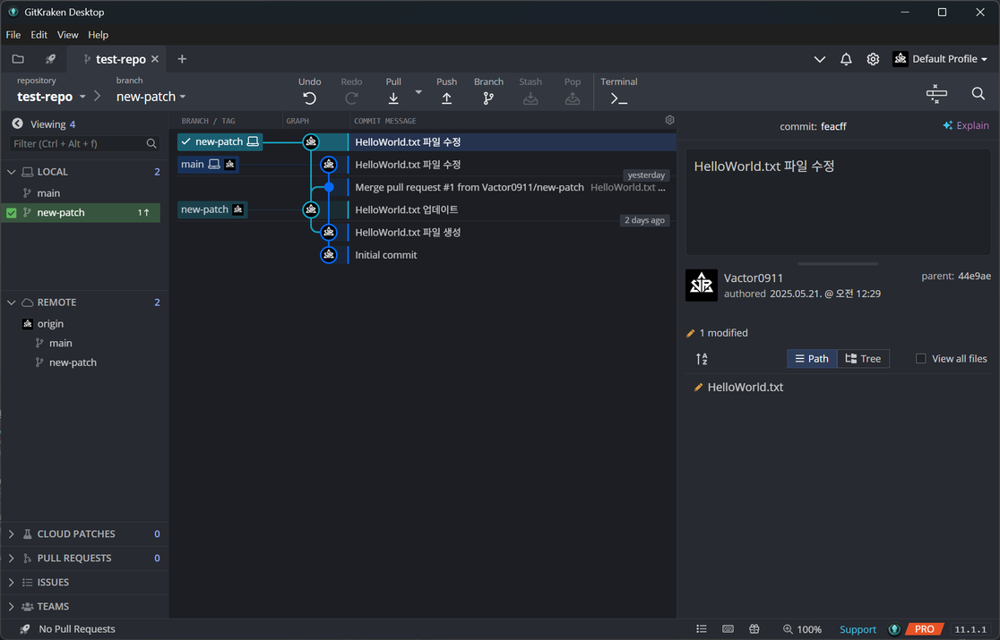 GitKraken Desktop
File Edit View Help
test-repo
Default Profile
repository
test-repo
branch
new-patch
Undo Redo Pull Push Branch Stash Pop Terminal
Viewing 4
Filter (Ctrl + Alt + f)
LOCAL 2
main
new-patch 1↑
REMOTE 2
origin
main
new-patch
CLOUD PATCHES 0
PULL REQUESTS 0
ISSUES
TEAMS
BRANCH / TAG GRAPH COMMIT MESSAGE
new-patch HelloWorld.txt 파일 수정
main HelloWorld.txt 파일 수정
yesterday
Merge pull request #1 from Vactor0911/new-patch HelloWorld.txt ...
new-patch HelloWorld.txt 업데이트
2 days ago
HelloWorld.txt 파일 생성
Initial commit
commit: feacff
Explain
HelloWorld.txt 파일 수정
Vactor0911
authored 2025.05.21. @ 오전 12:29
parent: 44e9ae
1 modified
Path Tree View all files
HelloWorld.txt
No Pull Requests
100% Support PRO 11.1.1